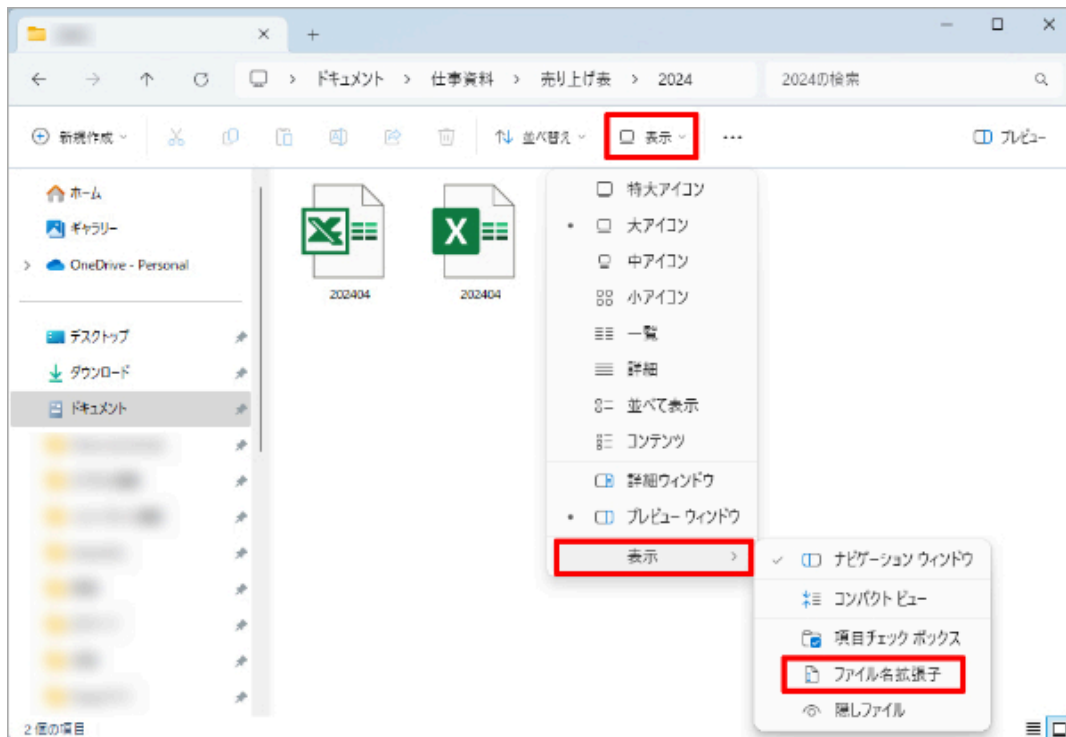 ドキュメント > 仕事資料 > 売り上げ表 > 2024
2024の検索
新規作成
並べ替え
表示
プレビュー
ホーム
ギャラリー
OneDrive - Personal
デスクトップ
ダウンロード
ドキュメント
202404
202404
特大アイコン
大アイコン
中アイコン
小アイコン
一覧
詳細
並べて表示
コンテンツ
詳細ウィンドウ
プレビュー ウィンドウ
表示
ナビゲーション ウィンドウ
コンパクト ビュー
項目チェック ボックス
ファイル名拡張子
隠しファイル
2 個の項目